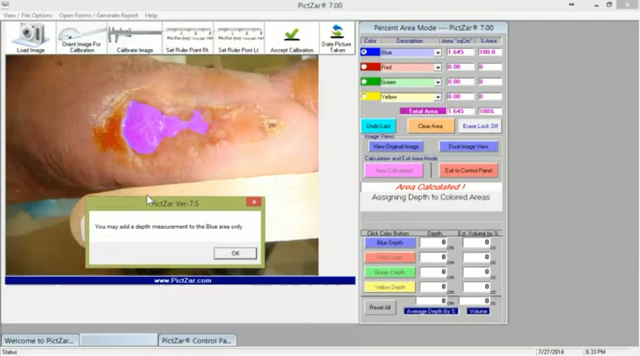 PictZar® 7.00
View / File Options Open Forms / Generate Report Help
Load Image
Orient Image For Calibration
Calibrate Image
Set Ruler Point Rt.
Set Ruler Point Lt.
Accept Calibration
Date Picture Taken
Percent Area Mode -- PictZar ® 7.00
Color Description Area "sqCm" % Area
Blue 1.645 100.0
Red 0.00 0
Green 0.00 0
Yellow 0.00 0
Total Area 1.645 100%
Undo Last Clear Area Erase Lock Off
Image Views
View Original Image Dual Image View
Calculation and Exit Area Mode
Area Calculated Exit to Control Panel
Area Calculated !
Assigning Depth to Colored Areas
Click Color Button Depth Est. Volume by %
Blue Depth 0 cm 0 cc
Red Depth 0 cm 0 cc
Green Depth 0 cm 0 cc
Yellow Depth 0 cm 0 cc
Reset All 0 cm 0 cc
Average Depth By % Volume
PictZar Ver-7.5
You may add a depth measurement to the Blue area only
OK
www.PictZar.com
Welcome to PictZar...
PictZar® Control Pa...
Status 7/27/2014 6:33 PM